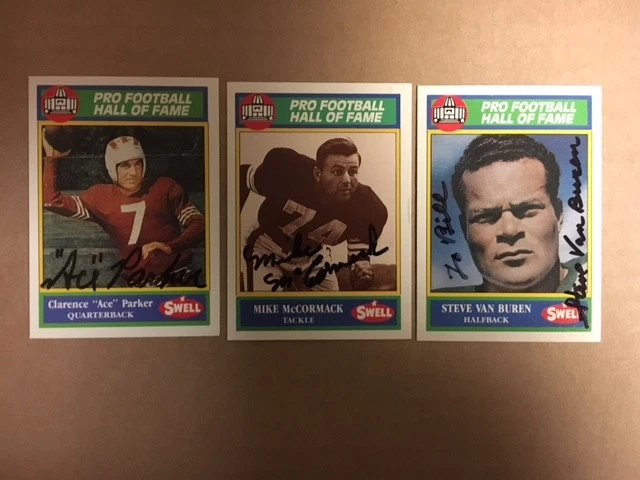 PRO FOOTBALL
HALL OF FAME
7
"Ace" Parker
Clarence "Ace" Parker
QUARTERBACK
SWELL
PRO FOOTBALL
HALL OF FAME
74
Mike
McCormack
MIKE McCORMACK
TACKLE
SWELL
PRO FOOTBALL
HALL OF FAME
To Bill
Steve Van Buren
STEVE VAN BUREN
HALFBACK
SWELL